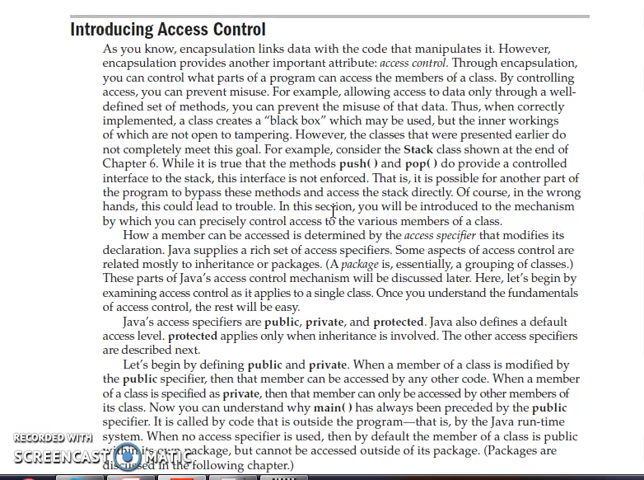 Introducing Access Control
As you know, encapsulation links data with the code that manipulates it. However,
encapsulation provides another important attribute: access control. Through encapsulation,
you can control what parts of a program can access the members of a class. By controlling
access, you can prevent misuse. For example, allowing access to data only through a well-
defined set of methods, you can prevent the misuse of that data. Thus, when correctly
implemented, a class creates a “black box” which may be used, but the inner workings
of which are not open to tampering. However, the classes that were presented earlier do
not completely meet this goal. For example, consider the Stack class shown at the end of
Chapter 6. While it is true that the methods push( ) and pop( ) do provide a controlled
interface to the stack, this interface is not enforced. That is, it is possible for another part of
the program to bypass these methods and access the stack directly. Of course, in the wrong
hands, this could lead to trouble. In this section, you will be introduced to the mechanism
by which you can precisely control access to the various members of a class.
How a member can be accessed is determined by the access specifier that modifies its
declaration. Java supplies a rich set of access specifiers. Some aspects of access control are
related mostly to inheritance or packages. (A package is, essentially, a grouping of classes.)
These parts of Java’s access control mechanism will be discussed later. Here, let’s begin by
examining access control as it applies to a single class. Once you understand the fundamentals
of access control, the rest will be easy.
Java’s access specifiers are public, private, and protected. Java also defines a default
access level. protected applies only when inheritance is involved. The other access specifiers
are described next.
Let’s begin by defining public and private. When a member of a class is modified by
the public specifier, then that member can be accessed by any other code. When a member
of a class is specified as private, then that member can only be accessed by other members of
its class. Now you can understand why main( ) has always been preceded by the public
specifier. It is called by code that is outside the program—that is, by the Java run-time
system. When no access specifier is used, then by default the member of a class is public
within its own package, but cannot be accessed outside of its package. (Packages are
discussed in the following chapter.)
RECORDED WITH
SCREENCAST MATIC